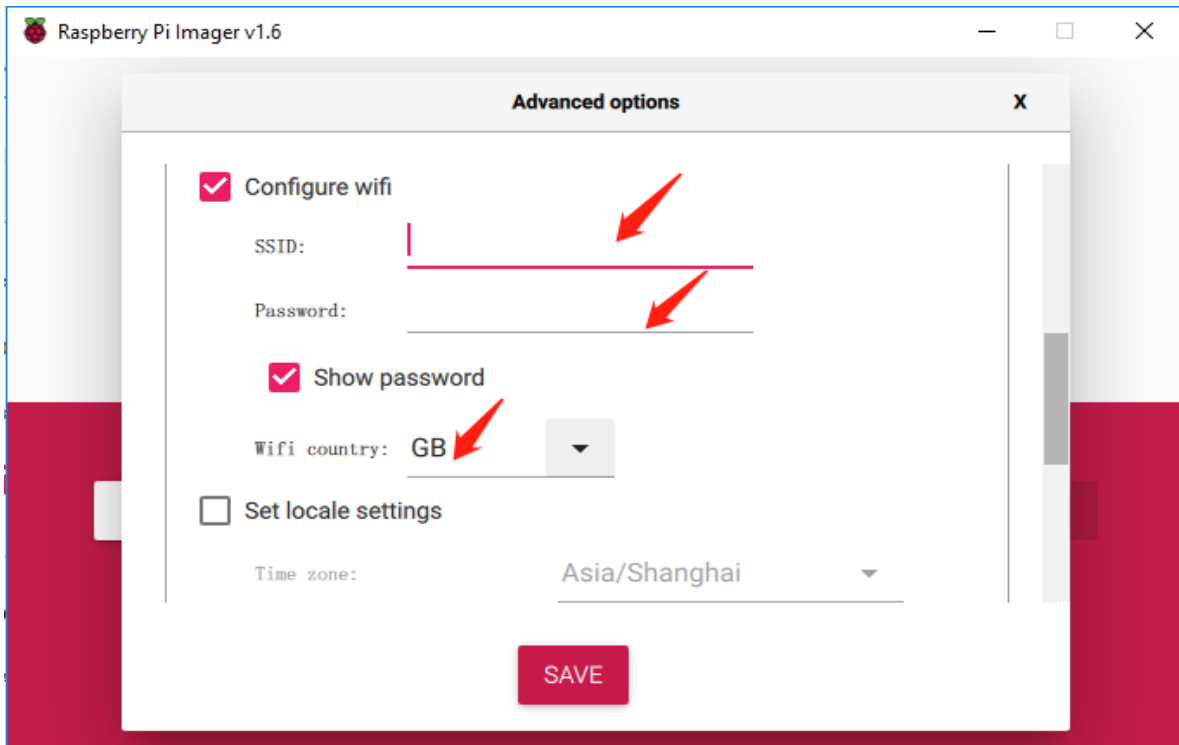 Raspberry Pi Imager v1.6
Advanced options
X
Configure wifi
SSID:
Password:
Show password
Wifi country: GB
Set locale settings
Time zone: Asia/Shanghai
SAVE